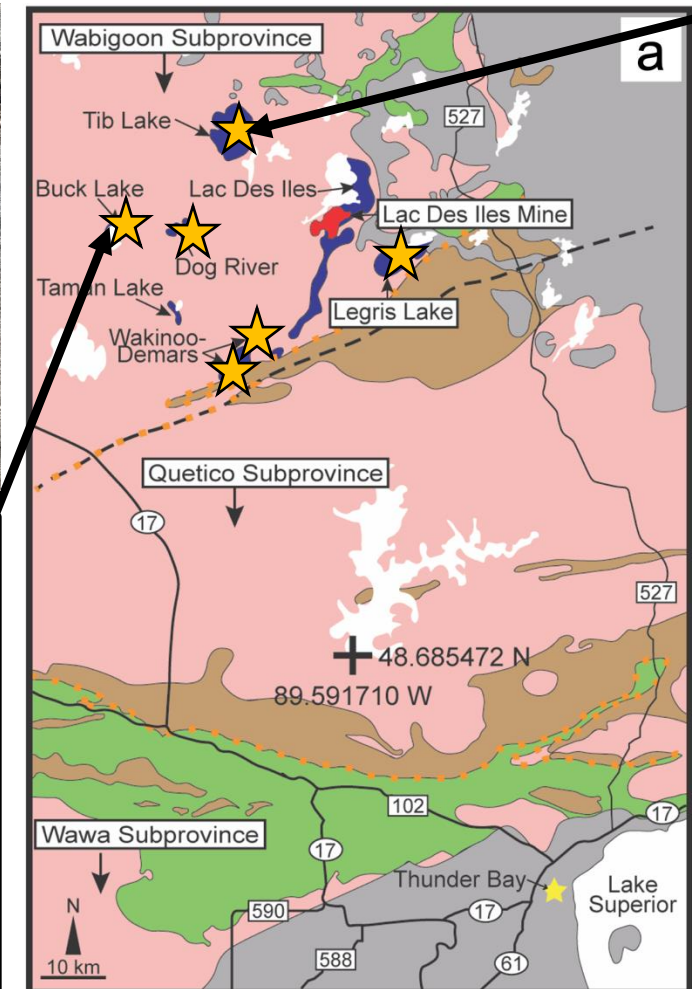 Wabigoon Subprovince
a
Tib Lake
527
Buck Lake
Lac Des Iles
Lac Des Iles Mine
Dog River
Taman Lake
Legris Lake
Wakinoo-
Demars
Quetico Subprovince
17
527
48.685472 N
89.591710 W
102
17
Wawa Subprovince
17
Thunder Bay
Lake
Superior
N
590
17
10 km
588
61